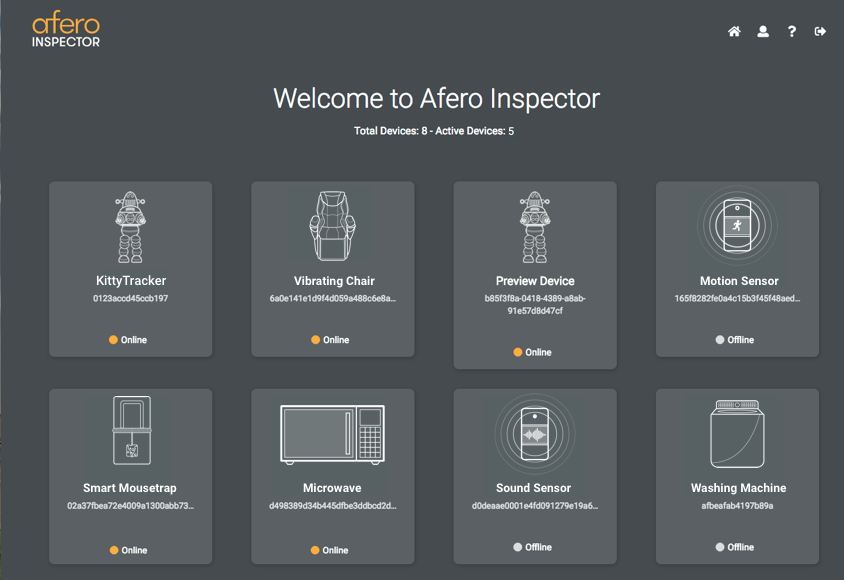 afero
INSPECTOR
Welcome to Afero Inspector
Total Devices: 8 - Active Devices: 5
KittyTracker
0123accd45ccb197
Online
Vibrating Chair
6a0e141e1d9f4d059a488c6e8a...
Online
Preview Device
b85f3f8a-0418-4389-a8ab-
91e57d8d47cf
Online
Motion Sensor
165f8282fe0a4c15b3f45f48aed...
Offline
Smart Mousetrap
02a37fbea72e4009a1300abb73...
Online
Microwave
d498389d34b445dfbe3ddbcd2d...
Online
Sound Sensor
d0deaae0001e4fd091279e19a6...
Offline
Washing Machine
afbeafab4197b89a
Offline